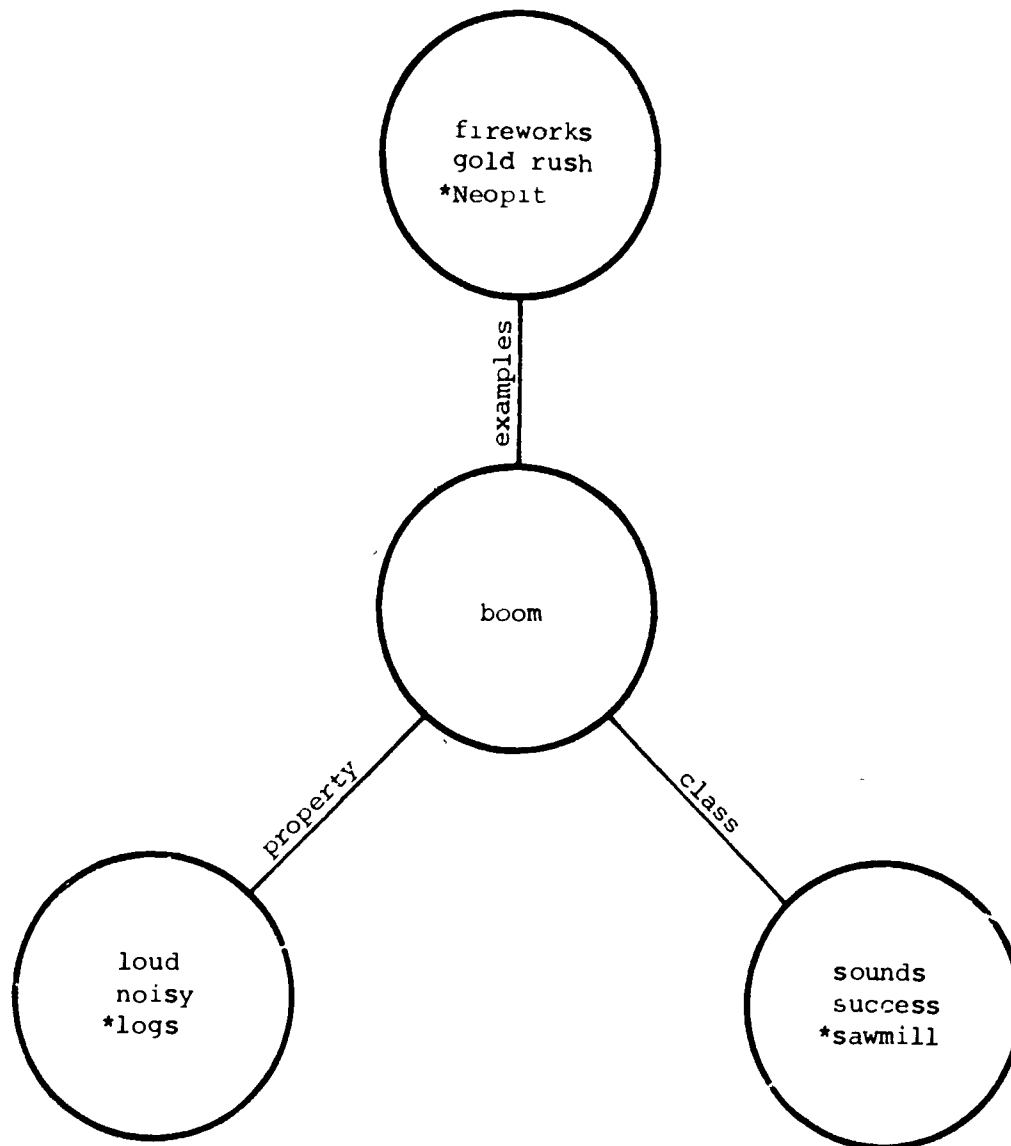 fireworks
gold rush
*Neopit
examples
boom
property
class
loud
noisy
*logs
sounds
success
*sawmill